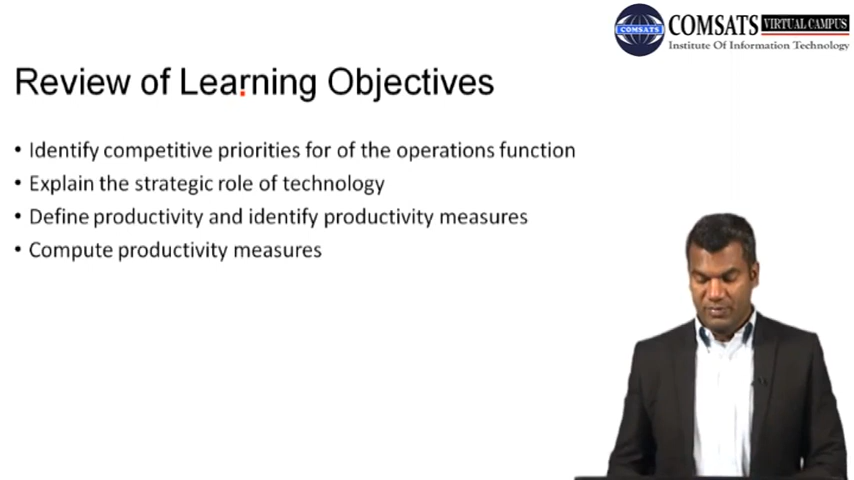 COMSATS VIRTUAL CAMPUS
COMSATS
Institute Of Information Technology
Review of Learning Objectives
• Identify competitive priorities for of the operations function
• Explain the strategic role of technology
• Define productivity and identify productivity measures
• Compute productivity measures